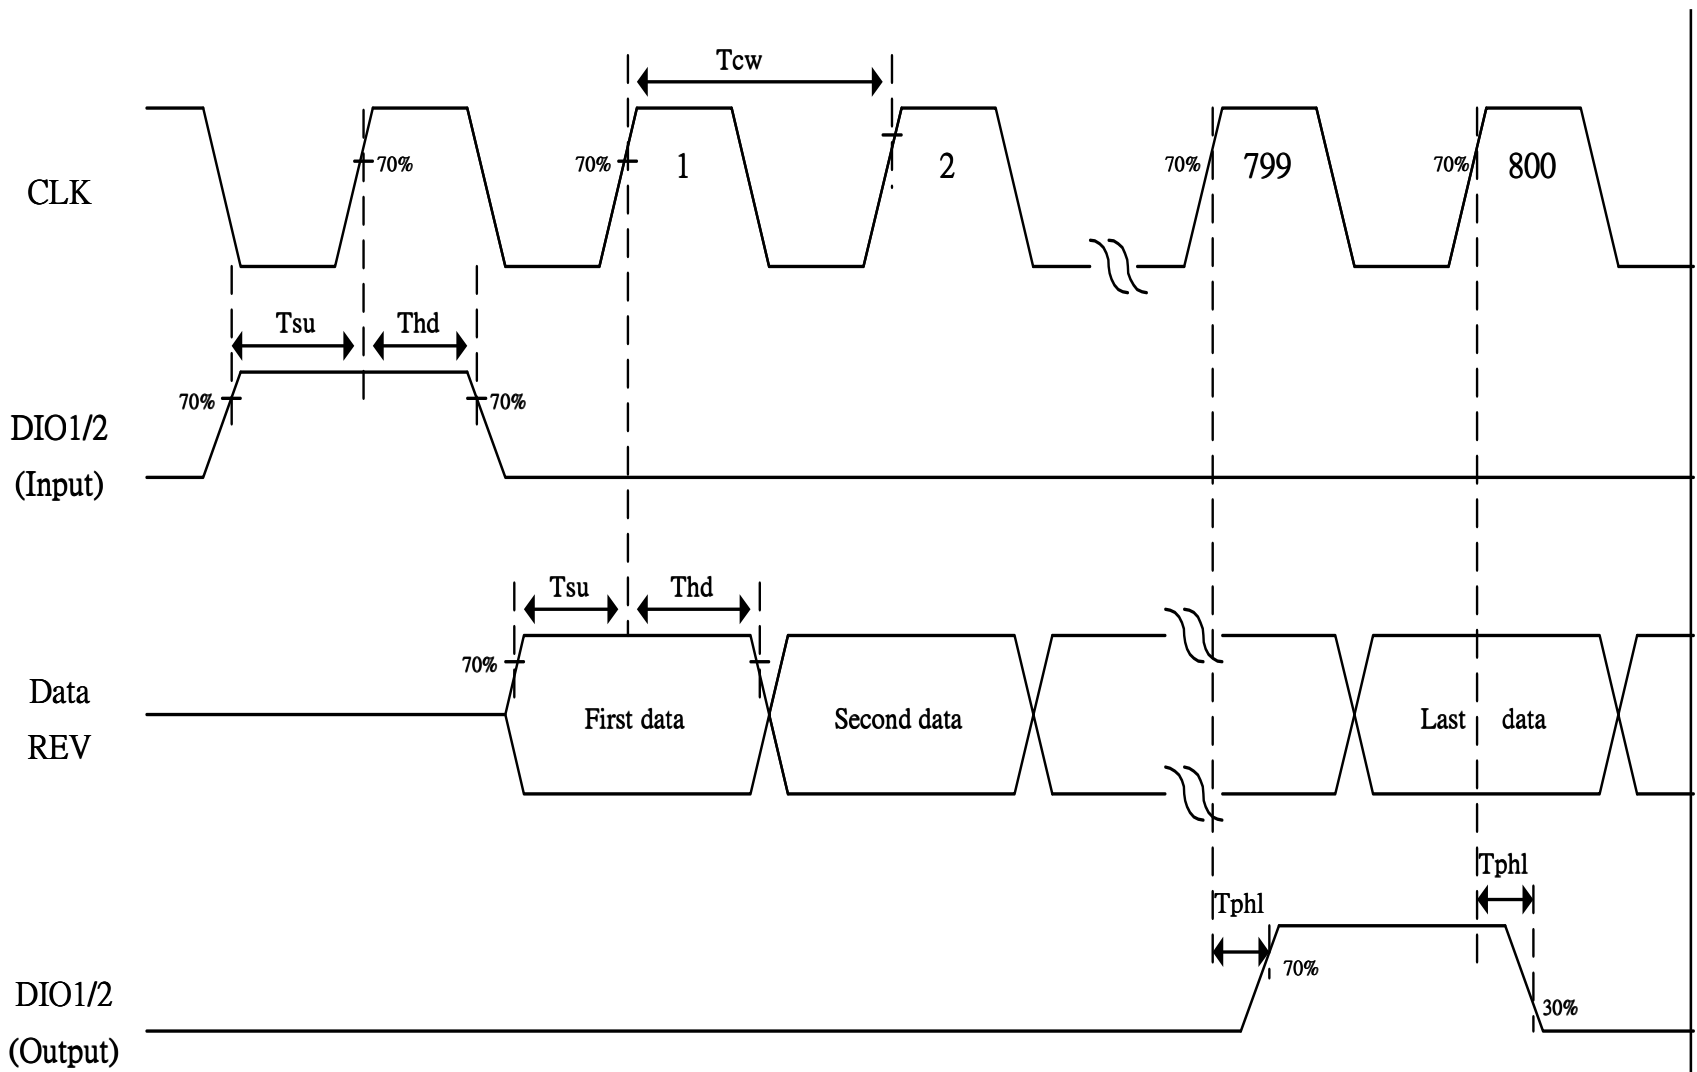 Tcw
CLK
70%
70%
1
2
70%
799
70%
800
Tsu
Thd
DIO1/2
(Input)
70%
70%
Tsu
Thd
70%
Data
REV
First data
Second data
Last data
Tphl
Tphl
DIO1/2
(Output)
70%
30%